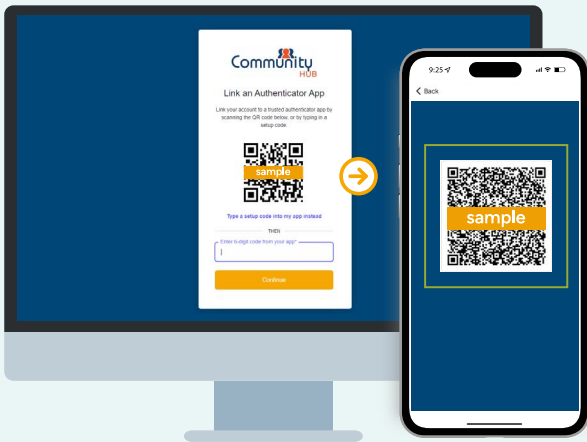 Community
HUB
Link an Authenticator App
Link your account to a trusted authenticator app by
scanning the QR code below, or by typing in a
setup code.
sample
Type a setup code into my app instead
THEN
Enter 6-digit code from your app*
Continue
9:25
Back
sample